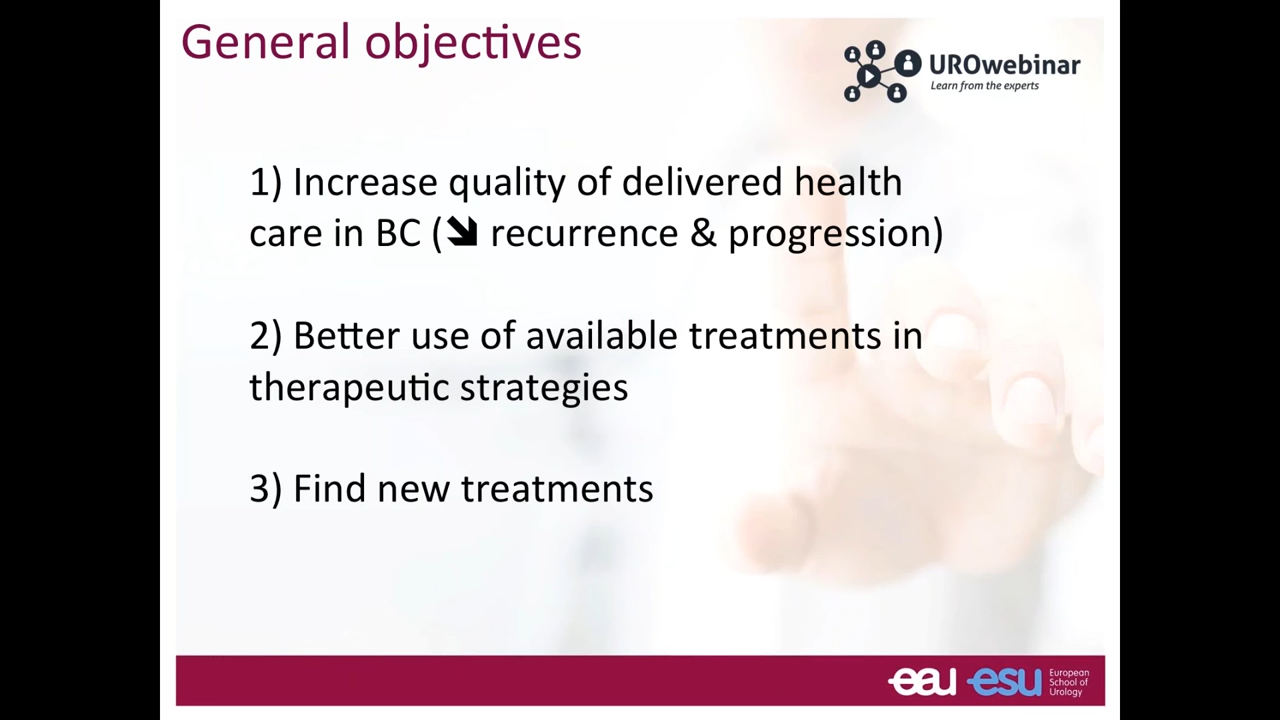 General objectives
UROwebinar
Learn from the experts
1) Increase quality of delivered health
care in BC (⬊ recurrence & progression)
2) Better use of available treatments in
therapeutic strategies
3) Find new treatments
eau esu European
School of
Urology